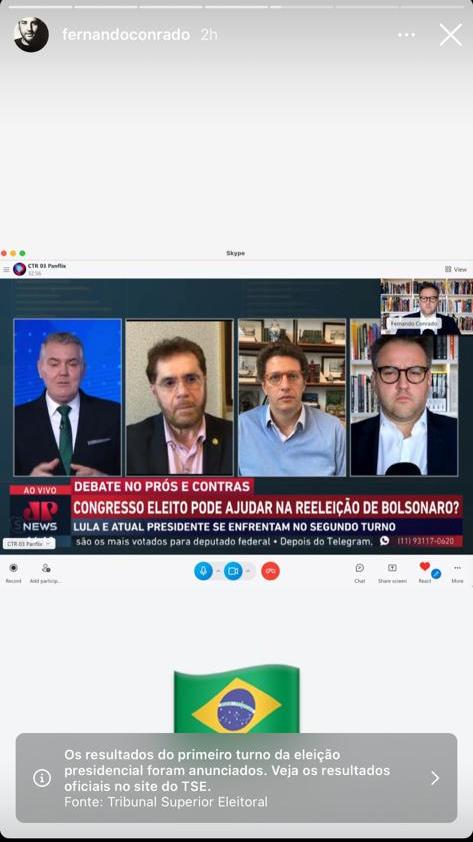 fernandoconrado 2h
Skype
CTR 03 Panflix
32:56
View
Fernando Conrado
AO VIVO
DEBATE NO PRÓS E CONTRAS
JP
NEWS
CONGRESSO ELEITO PODE AJUDAR NA REELEIÇÃO DE BOLSONARO?
LULA E ATUAL PRESIDENTE SE ENFRENTAM NO SEGUNDO TURNO
CTR 03 Panflix
são os mais votados para deputado federal • Depois do Telegram,
(11) 93117-0620
Record
Add particip...
Chat
Share screen
React
More
Os resultados do primeiro turno da eleição
presidencial foram anunciados. Veja os resultados
oficiais no site do TSE.
Fonte: Tribunal Superior Eleitoral